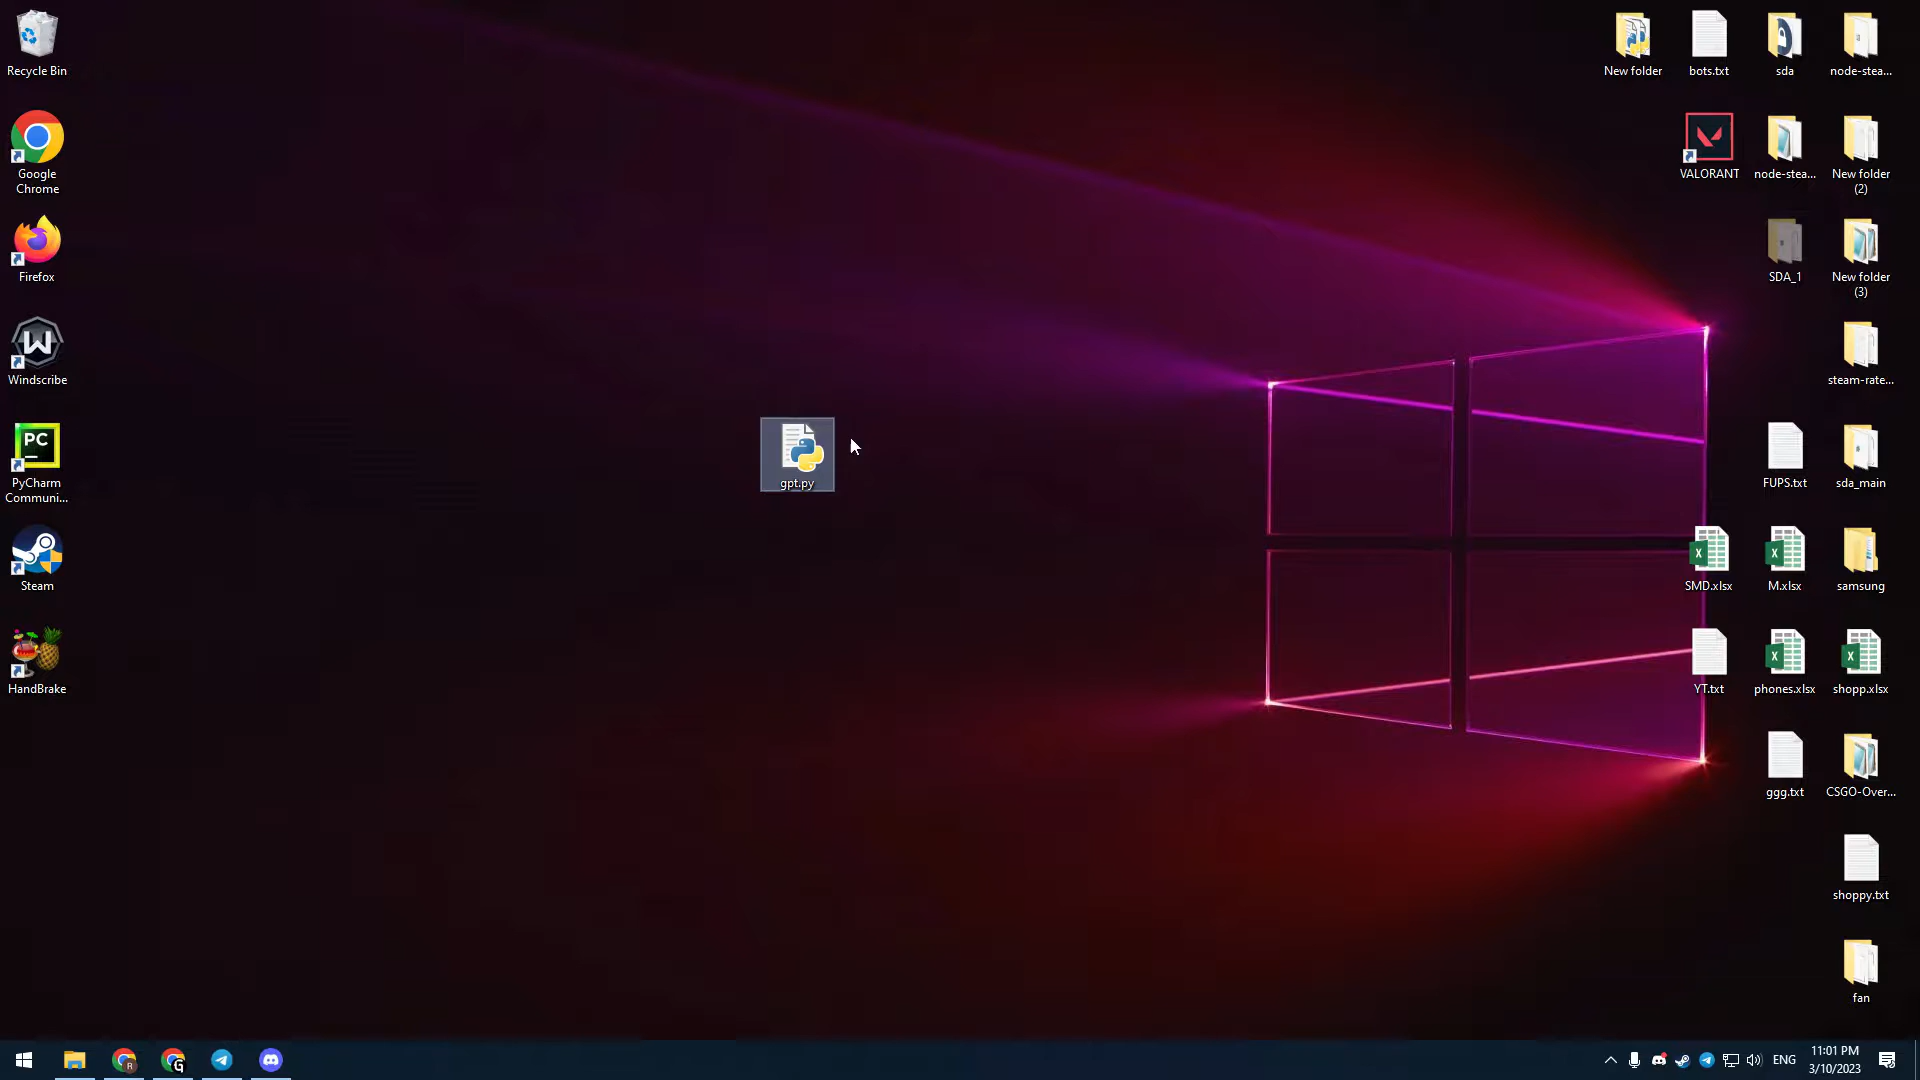 Recycle Bin
Google
Chrome
Firefox
Windscribe
PC
PyCharm
Communi...
Steam
HandBrake
gpt.py
New folder
bots.txt
sda
node-stea...
VALORANT
node-stea...
New folder
(2)
SDA_1
New folder
(3)
steam-rate...
FUPS.txt
sda_main
SMD.xlsx
M.xlsx
samsung
YT.txt
phones.xlsx
shopp.xlsx
ggg.txt
CSGO-Over...
shoppy.txt
fan
ENG
11:01 PM
3/10/2023